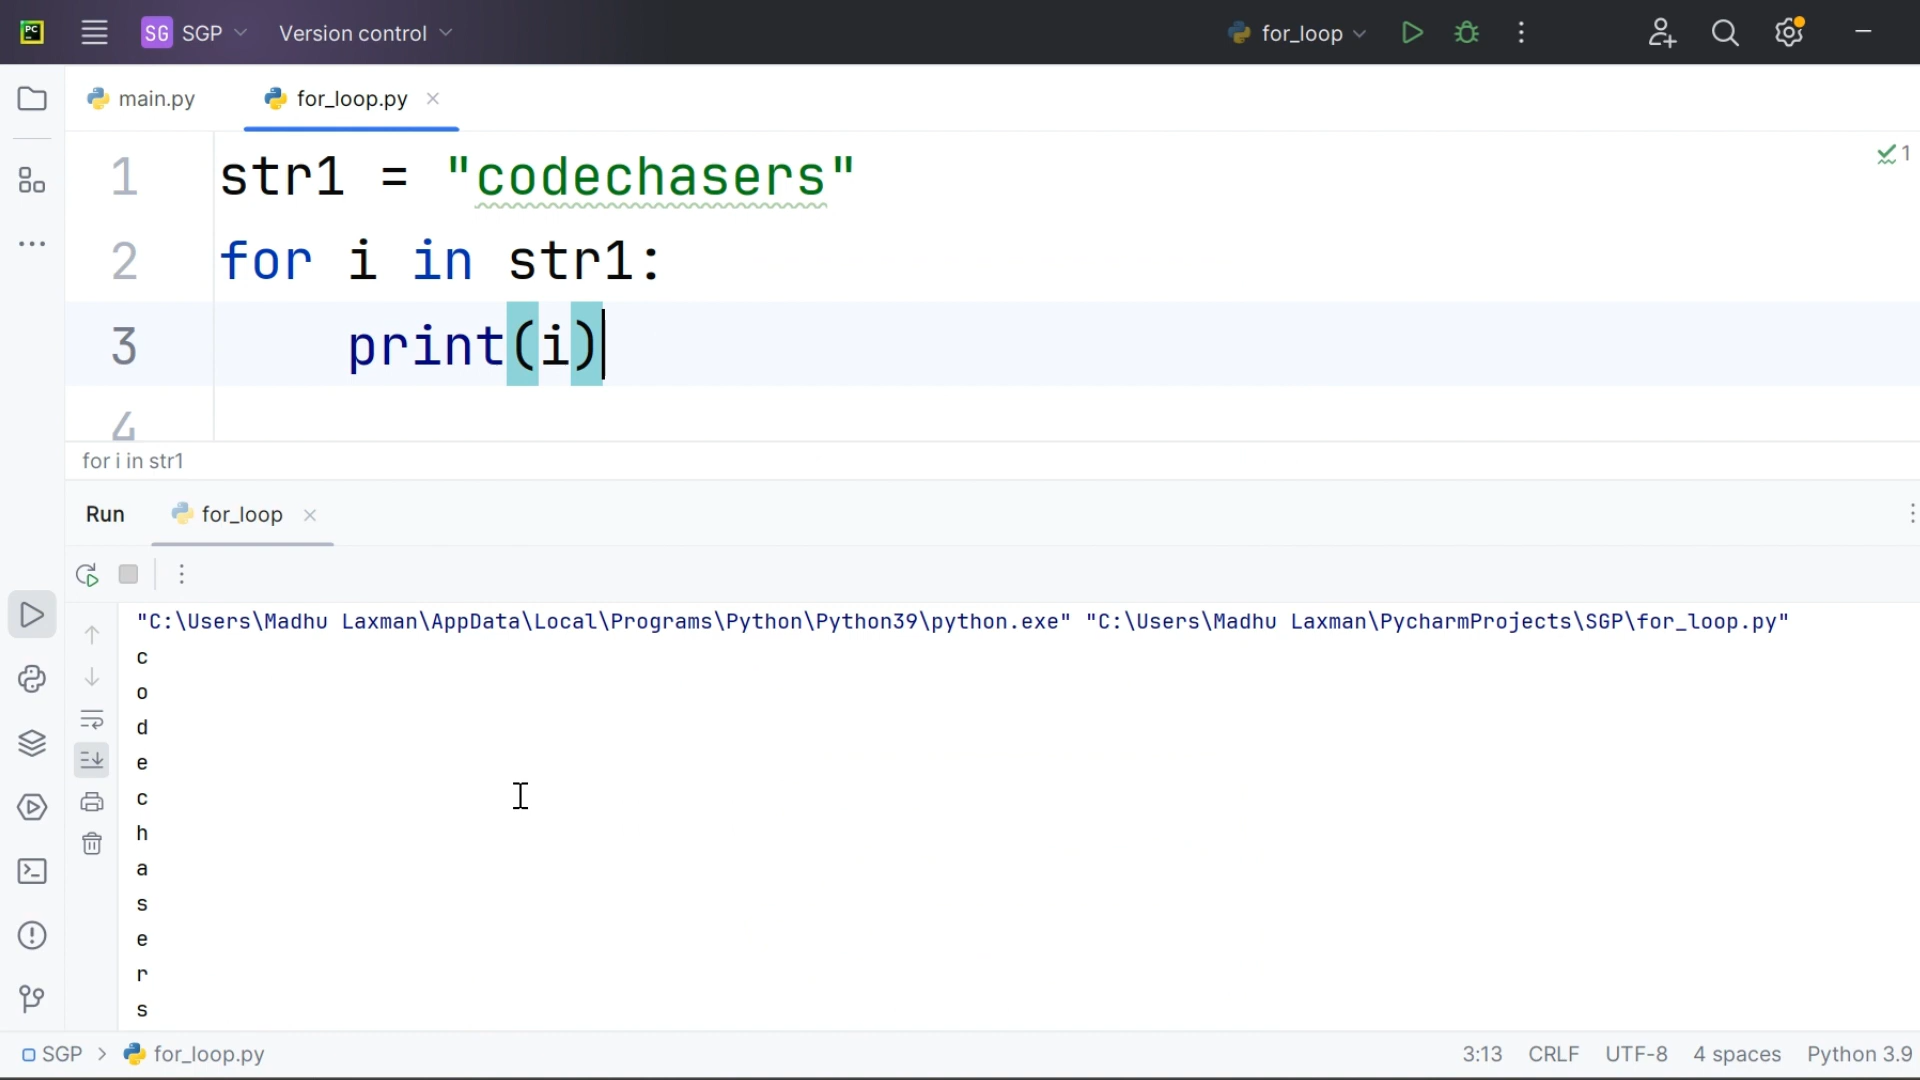 PC
SG SGP Version control for_loop
main.py for_loop.py
1 str1 = "codechasers"
2 for i in str1:
3 print(i)
4
1
for i in str1
Run for_loop
"C:\Users\Madhu Laxman\AppData\Local\Programs\Python\Python39\python.exe" "C:\Users\Madhu Laxman\PycharmProjects\SGP\for_loop.py"
c
o
d
e
c
h
a
s
e
r
s
SGP > for_loop.py 3:13 CRLF UTF-8 4 spaces Python 3.9